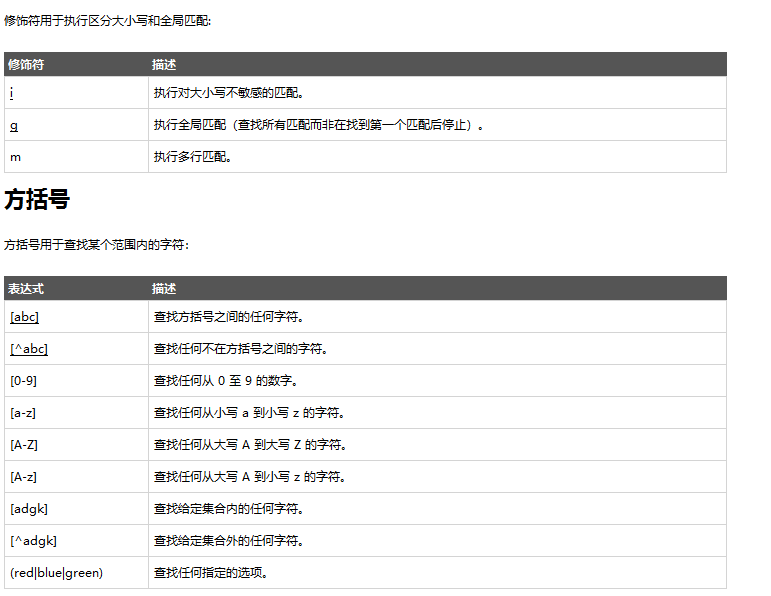 修饰符用于执行区分大小写和全局匹配:
修饰符 描述
i 执行对大小写不敏感的匹配。
g 执行全局匹配（查找所有匹配而非在找到第一个匹配后停止）。
m 执行多行匹配。
方括号
方括号用于查找某个范围内的字符：
表达式 描述
[abc] 查找方括号之间的任何字符。
[^abc] 查找任何不在方括号之间的字符。
[0-9] 查找任何从 0 至 9 的数字。
[a-z] 查找任何从小写 a 到小写 z 的字符。
[A-Z] 查找任何从大写 A 到大写 Z 的字符。
[A-z] 查找任何从大写 A 到小写 z 的字符。
[adgk] 查找给定集合内的任何字符。
[^adgk] 查找给定集合外的任何字符。
(red|blue|green) 查找任何指定的选项。